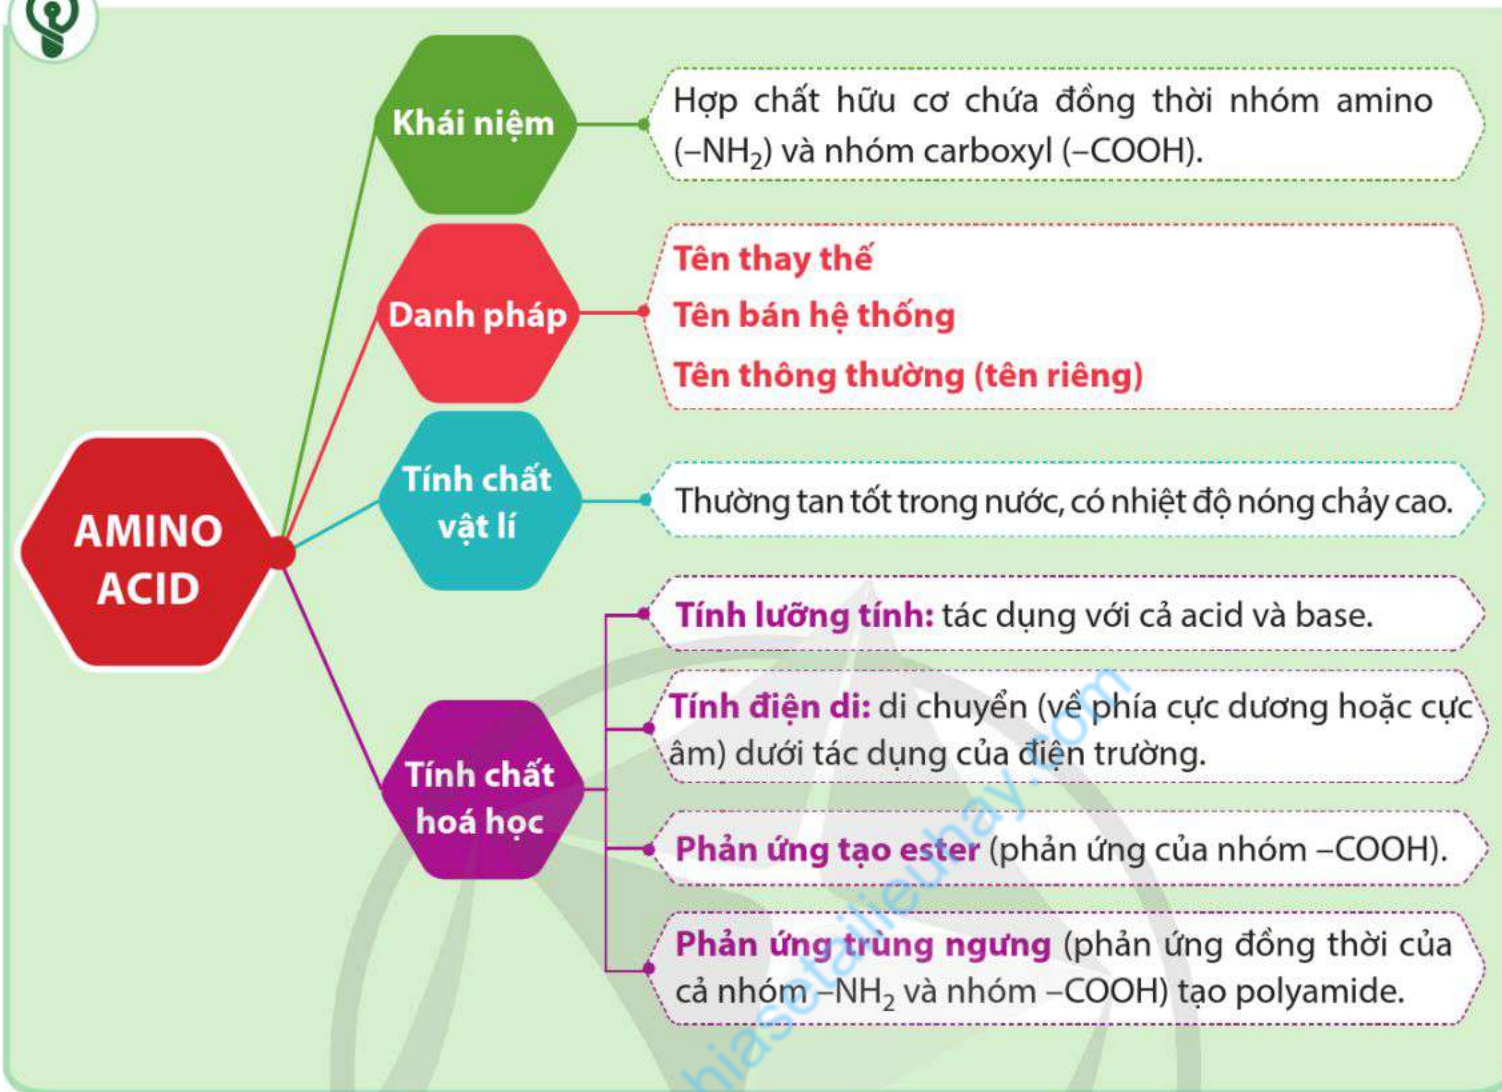 Khái niệm
Hợp chất hữu cơ chứa đồng thời nhóm amino
(–NH₂) và nhóm carboxyl (–COOH).
Danh pháp
Tên thay thế
Tên bán hệ thống
Tên thông thường (tên riêng)
AMINO
ACID
Tính chất
vật lí
Thường tan tốt trong nước, có nhiệt độ nóng chảy cao.
Tính chất
hoá học
Tính lưỡng tính: tác dụng với cả acid và base.
Tính điện di: di chuyển (về phía cực dương hoặc cực
âm) dưới tác dụng của điện trường.
Phản ứng tạo ester (phản ứng của nhóm –COOH).
Phản ứng trùng ngưng (phản ứng đồng thời của
cả nhóm –NH₂ và nhóm –COOH) tạo polyamide.
hiasetailieuhay.com